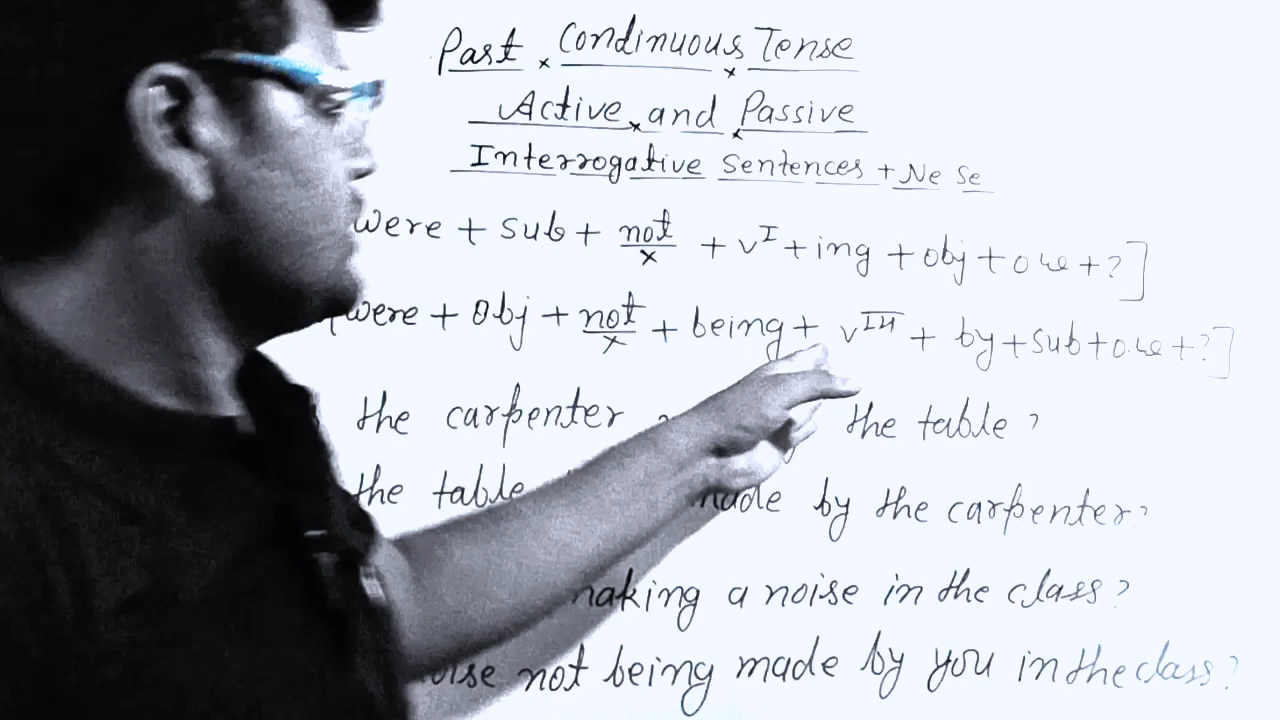 Past Continuous Tense
Active and Passive
Interrogative Sentences + Ne Se
were + Sub + not + V I + ing + obj + o.w + ?]
were + Obj + not + being + V III + by + Sub + o.w + ?]
the carpenter the table ?
the table made by the carpenter?
making a noise in the class?
noise not being made by you in the class?